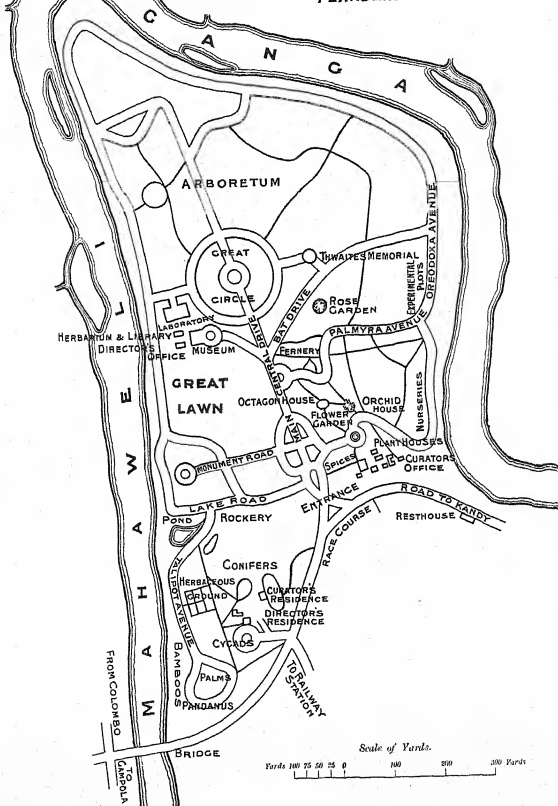 GANGA
ARBORETUM
GREAT
CIRCLE
THWAITES MEMORIAL
OREODOXA AVENUE
EXPERIMENTAL
PLOTS
ROSE
GARDEN
BAT DRIVE
PALMYRA AVENUE
LABORATORY
HERBARIUM & LIBRARY
DIRECTOR'S
OFFICE
MUSEUM
MAIN CENTRAL DRIVE
FERNERY
GREAT
LAWN
OCTAGON HOUSE
FLOWER
GARDEN
ORCHID
HOUSE
NURSERIES
PLANT HOUSES
CURATORS
OFFICE
SPICES
MONUMENT ROAD
LAKE ROAD
ENTRANCE
ROAD TO KANDY
RESTHOUSE
RACE COURSE
POND
ROCKERY
CONIFERS
TALIPOT AVENUE
HERBACEOUS
GROUND
CURATOR'S
RESIDENCE
DIRECTOR'S
RESIDENCE
CYCADS
BAMBOOS
PALMS
PANDANUS
TO RAILWAY
STATION
MAHAWELI
FROM COLOMBO
TO
GAMPOLA
BRIDGE
Scale of Yards.
Yards 100 75 50 25 0 100 200 300 Yards